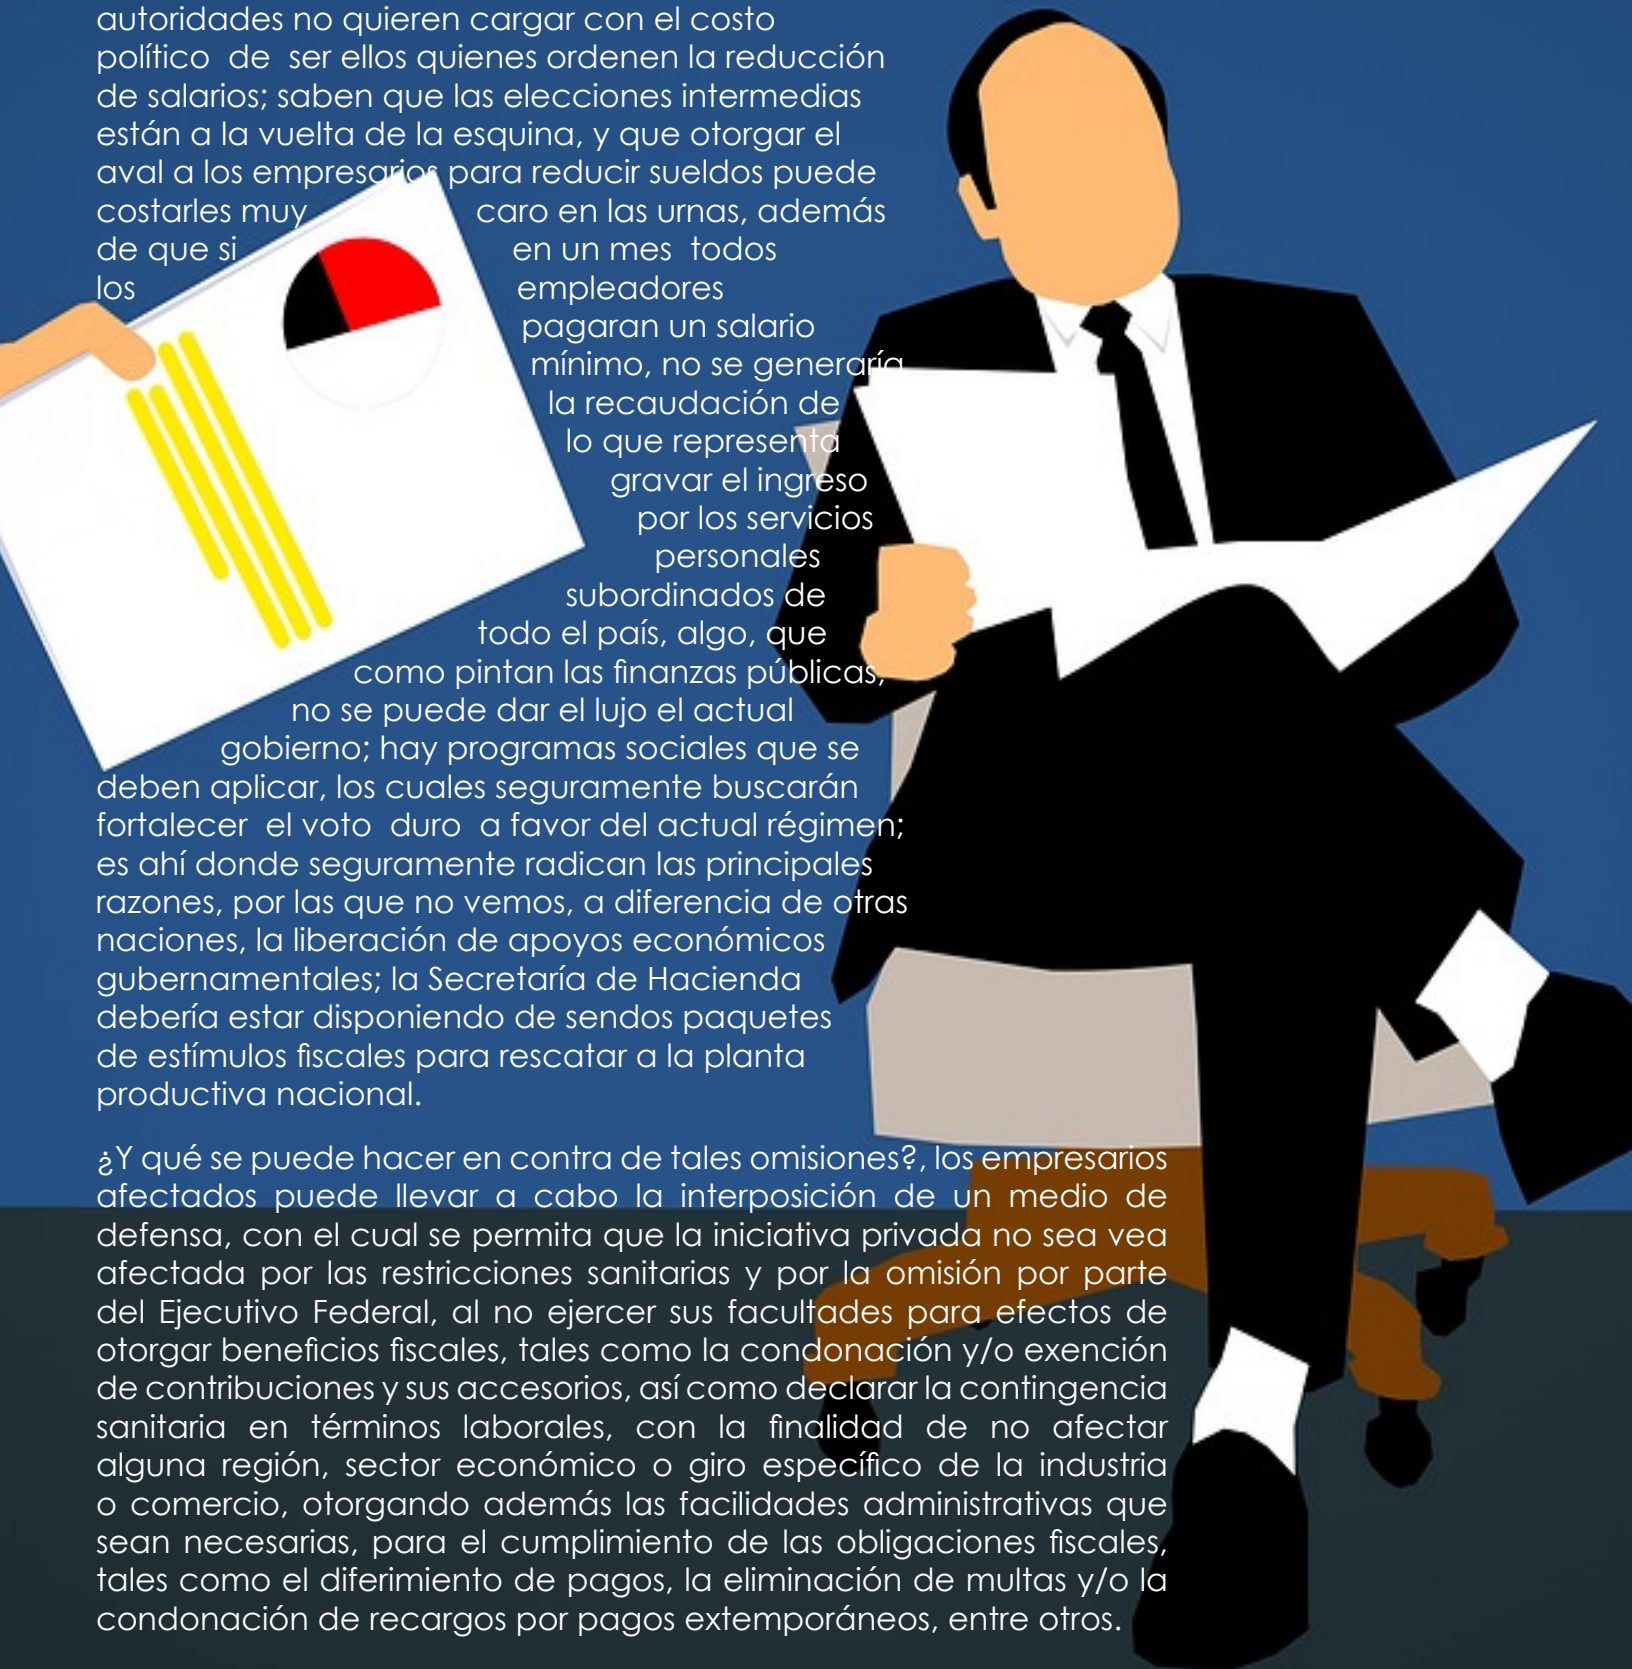 autoridades no quieren cargar con el costo
político de ser ellos quienes ordenen la reducción
de salarios; saben que las elecciones intermedias
están a la vuelta de la esquina, y que otorgar el
aval a los empresarios para reducir sueldos puede
costarles muy caro en las urnas, además
de que si en un mes todos
los empleadores
pagaran un salario
mínimo, no se generaría
la recaudación de
lo que representa
gravar el ingreso
por los servicios
personales
subordinados de
todo el país, algo, que
como pintan las finanzas públicas,
no se puede dar el lujo el actual
gobierno; hay programas sociales que se
deben aplicar, los cuales seguramente buscarán
fortalecer el voto duro a favor del actual régimen;
es ahí donde seguramente radican las principales
razones, por las que no vemos, a diferencia de otras
naciones, la liberación de apoyos económicos
gubernamentales; la Secretaría de Hacienda
debería estar disponiendo de sendos paquetes
de estímulos fiscales para rescatar a la planta
productiva nacional.
¿Y qué se puede hacer en contra de tales omisiones?, los empresarios
afectados puede llevar a cabo la interposición de un medio de
defensa, con el cual se permita que la iniciativa privada no sea vea
afectada por las restricciones sanitarias y por la omisión por parte
del Ejecutivo Federal, al no ejercer sus facultades para efectos de
otorgar beneficios fiscales, tales como la condonación y/o exención
de contribuciones y sus accesorios, así como declarar la contingencia
sanitaria en términos laborales, con la finalidad de no afectar
alguna región, sector económico o giro específico de la industria
o comercio, otorgando además las facilidades administrativas que
sean necesarias, para el cumplimiento de las obligaciones fiscales,
tales como el diferimiento de pagos, la eliminación de multas y/o la
condonación de recargos por pagos extemporáneos, entre otros.